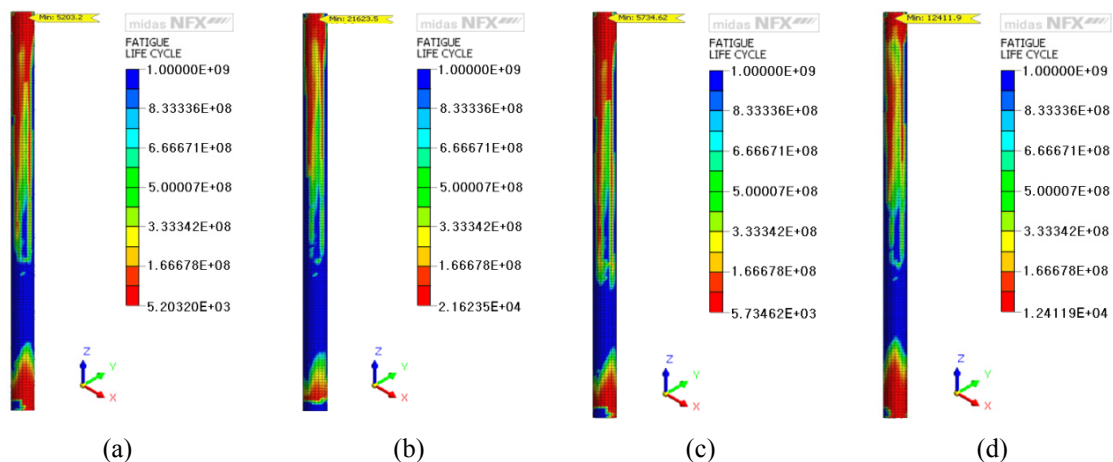 Min: 5203.2
midas NFX
FATIGUE
LIFE CYCLE
1.00000E+09
8.33336E+08
6.66671E+08
5.00007E+08
3.33342E+08
1.66678E+08
5.20320E+03
Z
Y
X
(a)
Min: 21623.5
midas NFX
FATIGUE
LIFE CYCLE
1.00000E+09
8.33336E+08
6.66671E+08
5.00007E+08
3.33342E+08
1.66678E+08
2.16235E+04
Z
Y
X
(b)
Min: 5734.62
midas NFX
FATIGUE
LIFE CYCLE
1.00000E+09
8.33336E+08
6.66671E+08
5.00007E+08
3.33342E+08
1.66678E+08
5.73462E+03
Z
Y
X
(c)
Min: 12411.9
midas NFX
FATIGUE
LIFE CYCLE
1.00000E+09
8.33336E+08
6.66671E+08
5.00007E+08
3.33342E+08
1.66678E+08
1.24119E+04
Z
Y
X
(d)